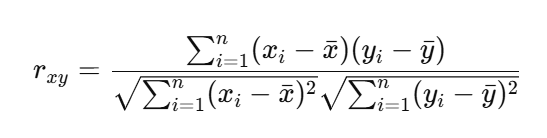 r_{xy} = \frac{\sum_{i=1}^{n}(x_i - \bar{x})(y_i - \bar{y})}{\sqrt{\sum_{i=1}^{n}(x_i - \bar{x})^2}\sqrt{\sum_{i=1}^{n}(y_i - \bar{y})^2}}